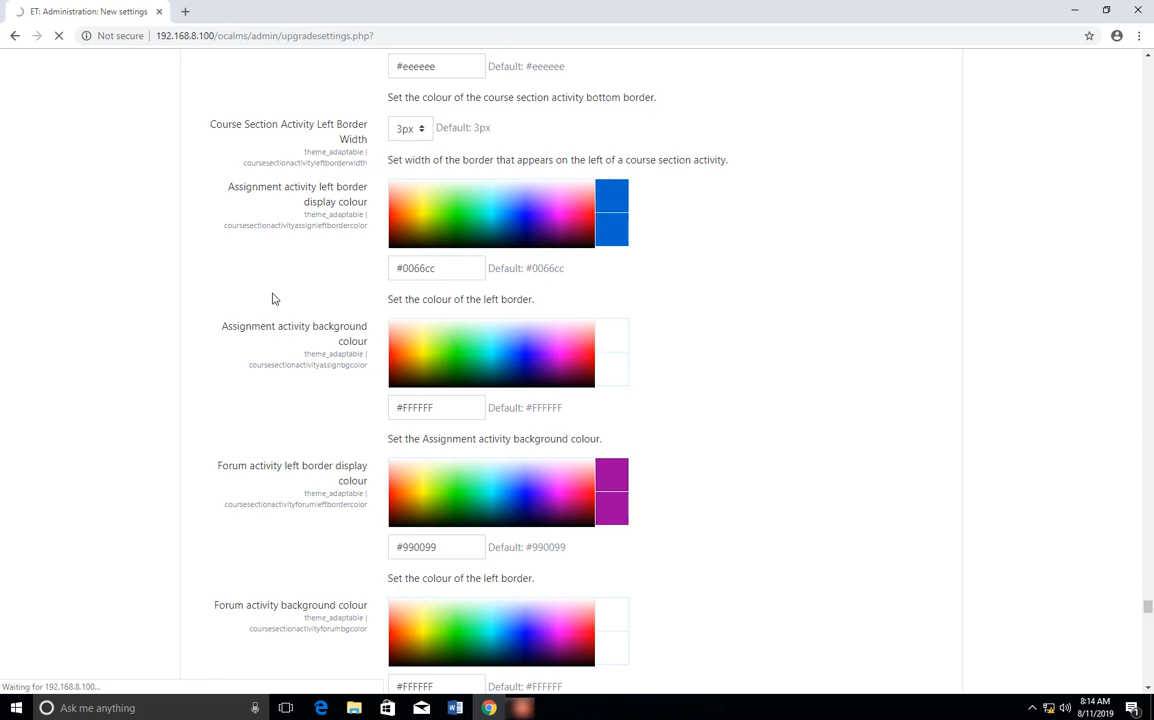 ET: Administration: New settings
Not secure
192.168.8.100/ocalms/admin/upgradesettings.php?
#eeeeee Default: #eeeeee
Set the colour of the course section activity bottom border.
Course Section Activity Left Border
Width
theme_adaptable |
coursesectionactivityleftborderwidth
3px Default: 3px
Set width of the border that appears on the left of a course section activity.
Assignment activity left border
display colour
theme_adaptable |
coursesectionactivityassignleftbordercolor
#0066cc Default: #0066cc
Set the colour of the left border.
Assignment activity background
colour
theme_adaptable |
coursesectionactivityassignbgcolor
#FFFFFF Default: #FFFFFF
Set the Assignment activity background colour.
Forum activity left border display
colour
theme_adaptable |
coursesectionactivityforumleftbordercolor
#990099 Default: #990099
Set the colour of the left border.
Forum activity background colour
theme_adaptable |
coursesectionactivityforumbgcolor
#FFFFFF Default: #FFFFFF
Waiting for 192.168.8.100...
Ask me anything
8:14 AM
8/11/2019